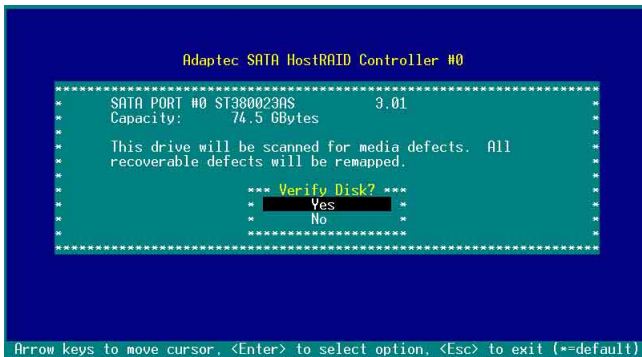 Adaptec SATA HostRAID Controller #0
SATA PORT #0 ST380023AS 3.01
Capacity: 74.5 GBytes
This drive will be scanned for media defects. All
recoverable defects will be remapped.
*** Verify Disk? ***
Yes
No
Arrow keys to move cursor, <Enter> to select option, <Esc> to exit (*=default)